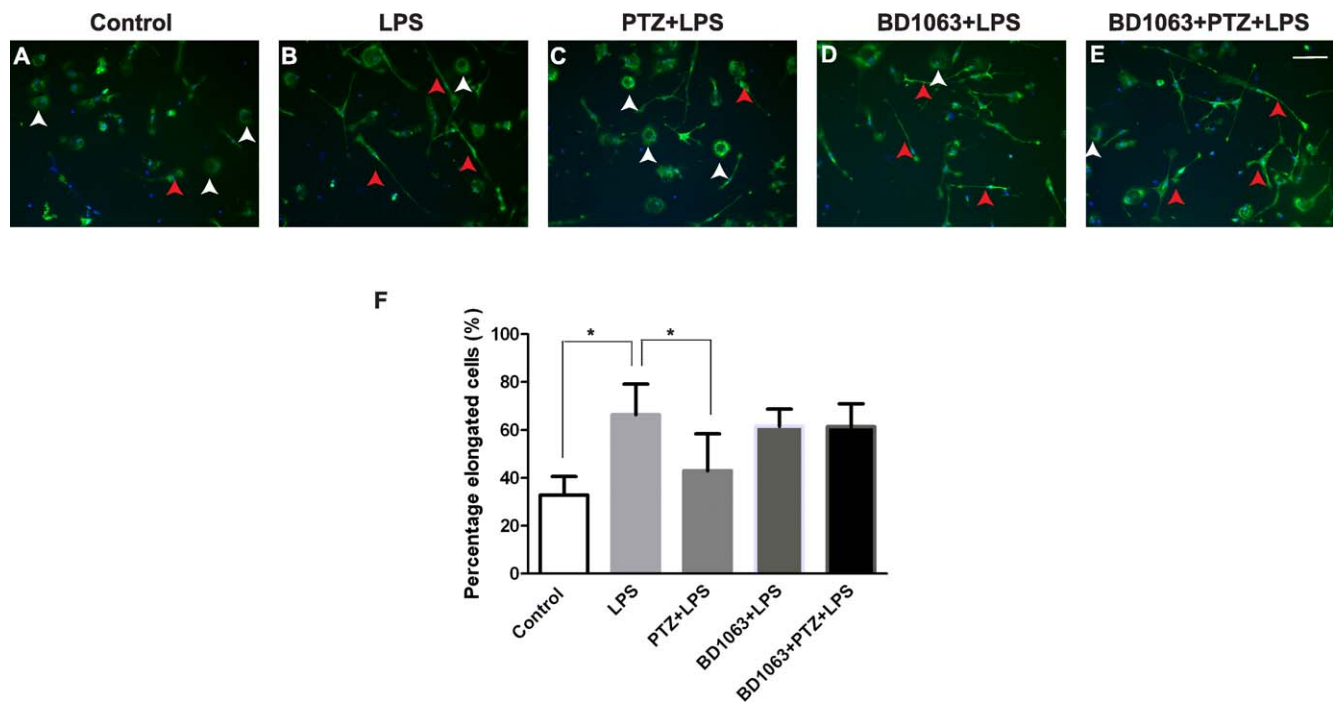 Control LPS PTZ+LPS BD1063+LPS BD1063+PTZ+LPS
A B C D E
F
Percentage elongated cells (%)
100
80
60
40
20
0
* *
Control LPS PTZ+LPS BD1063+LPS BD1063+PTZ+LPS